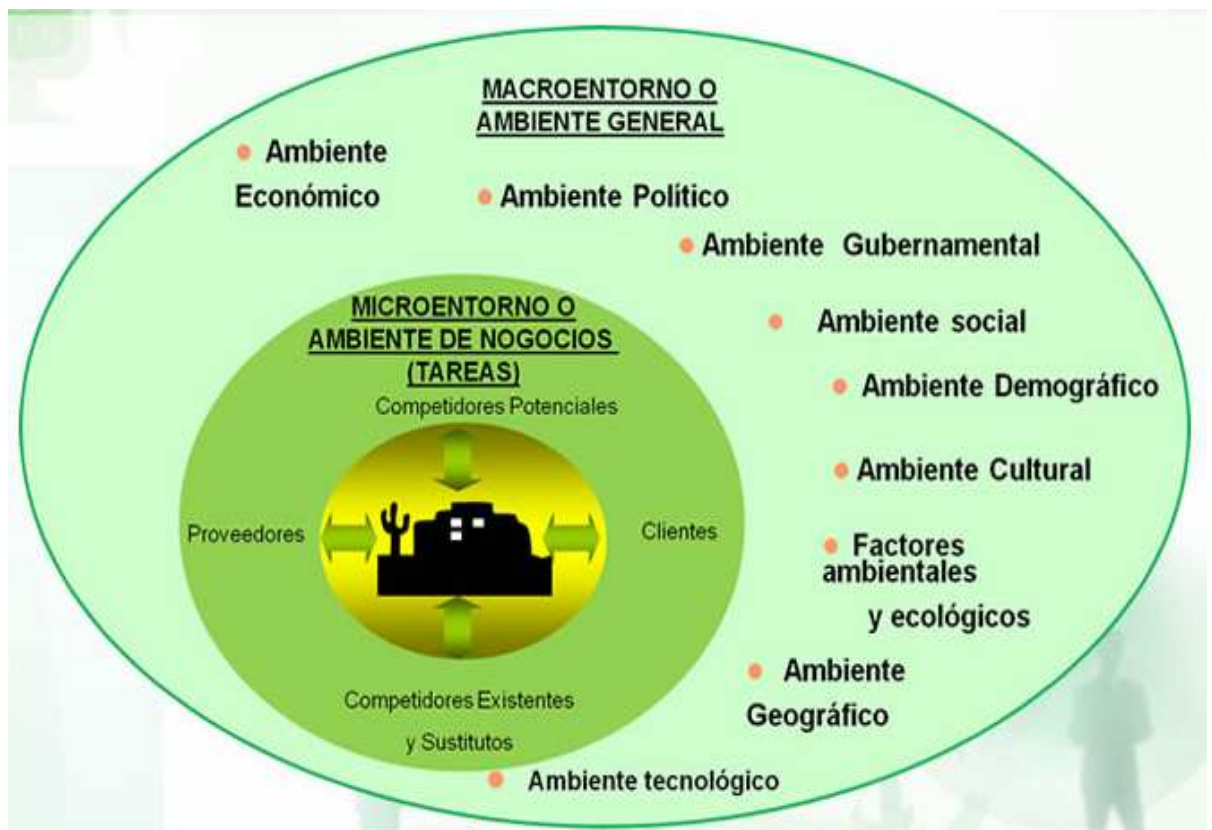 MACROENTORNO O
AMBIENTE GENERAL
Ambiente
Económico
Ambiente Político
Ambiente Gubernamental
Ambiente social
Ambiente Demográfico
Ambiente Cultural
Factores
ambientales
y ecológicos
Ambiente
Geográfico
Ambiente tecnológico
MICROENTORNO O
AMBIENTE DE NOGOCIOS
(TAREAS)
Competidores Potenciales
Proveedores
Clientes
Competidores Existentes
y Sustitutos